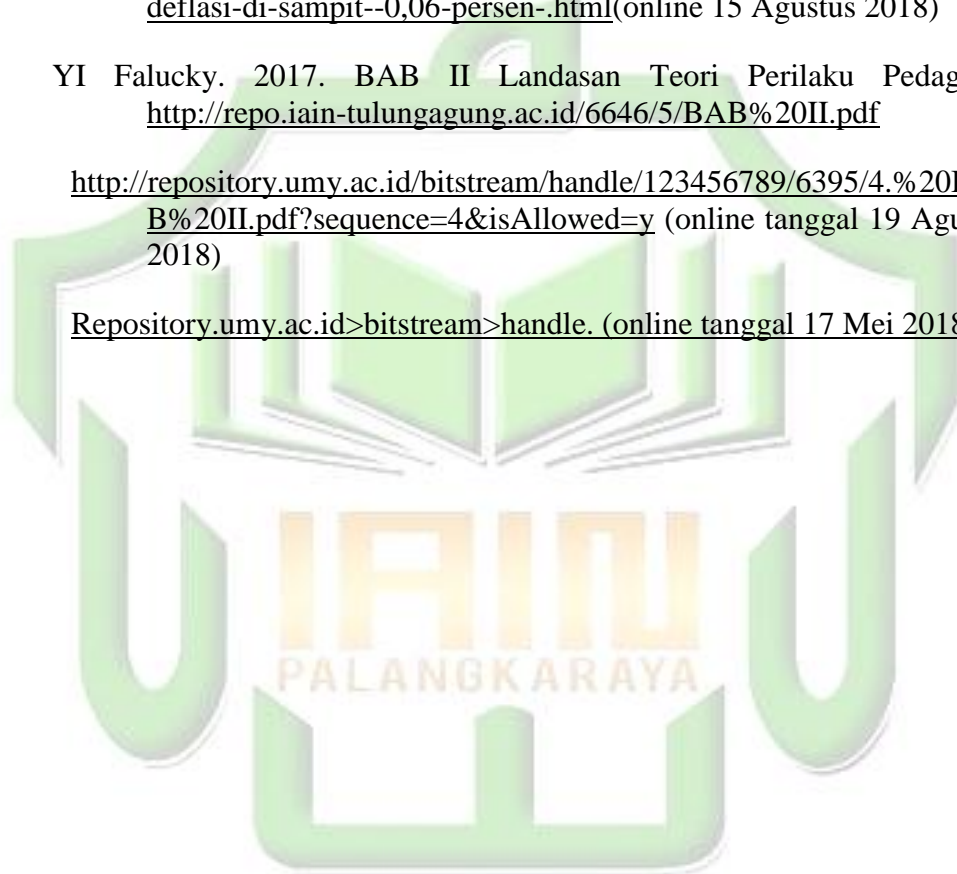 deflasi-di-sampit--0,06-persen-.html(online 15 Agustus 2018)
YI Falucky. 2017. BAB II Landasan Teori Perilaku Pedag
http://repo.iain-tulungagung.ac.id/6646/5/BAB%20II.pdf
http://repository.umy.ac.id/bitstream/handle/123456789/6395/4.%20
B%20II.pdf?sequence=4&isAllowed=y (online tanggal 19 Agu
2018)
Repository.umy.ac.id>bitstream>handle. (online tanggal 17 Mei 2018
IAIN
PALANGKARAYA